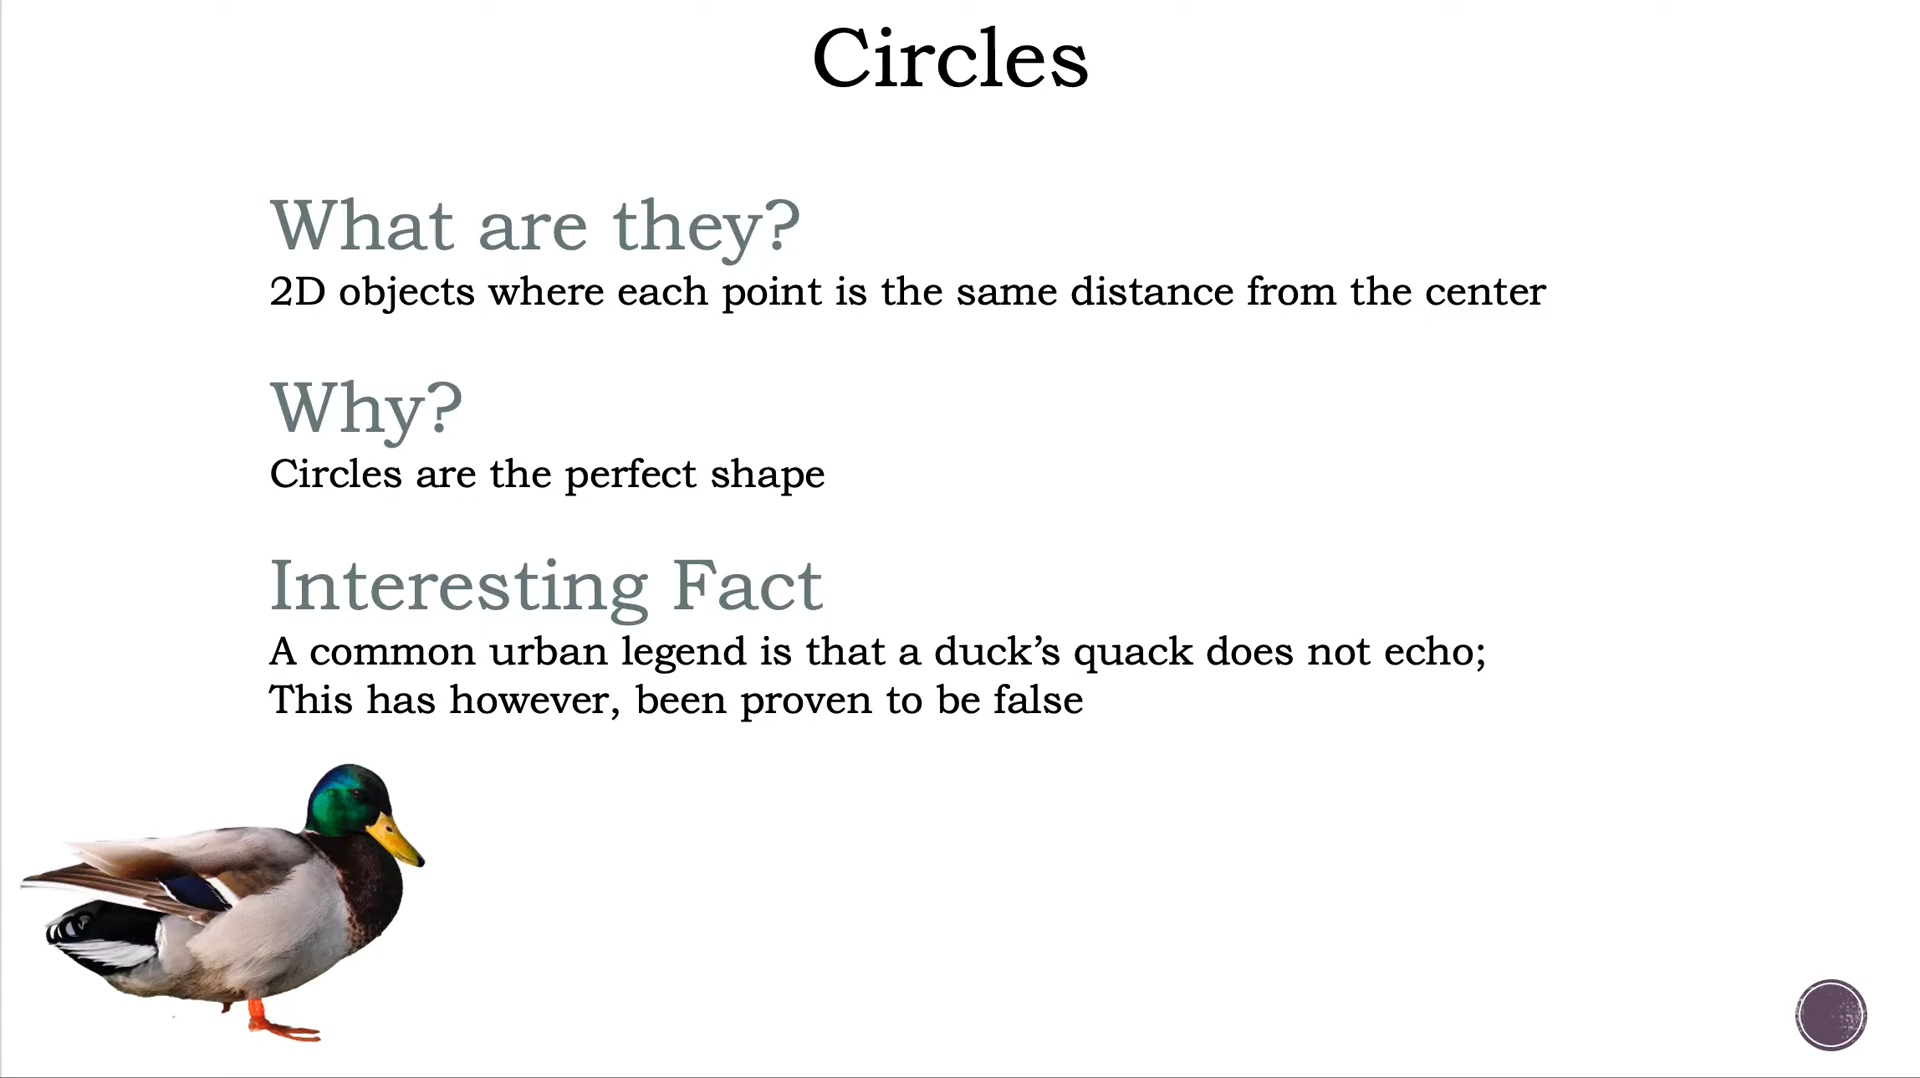 Circles
What are they?
2D objects where each point is the same distance from the center
Why?
Circles are the perfect shape
Interesting Fact
A common urban legend is that a duck’s quack does not echo;
This has however, been proven to be false